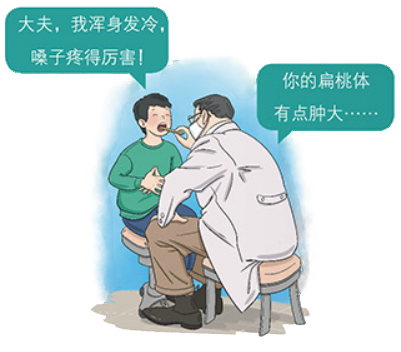 大夫，我浑身发冷，
嗓子疼得厉害！
你的扁桃体
有点肿大……